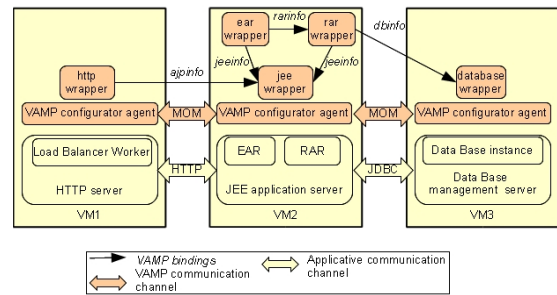 ear
wrapper
rarinfo
rar
wrapper
dbinfo
jeeinfo
jeeinfo
http
wrapper
ajpinfo
jee
wrapper
database
wrapper
VAMP configurator agent
MOM
VAMP configurator agent
MOM
VAMP configurator agent
Load Balancer Worker
HTTP server
HTTP
EAR
RAR
JEE application server
JDBC
Data Base instance
Data Base
management server
VM1
VM2
VM3
VAMP bindings
VAMP communication
channel
Applicative communication
channel